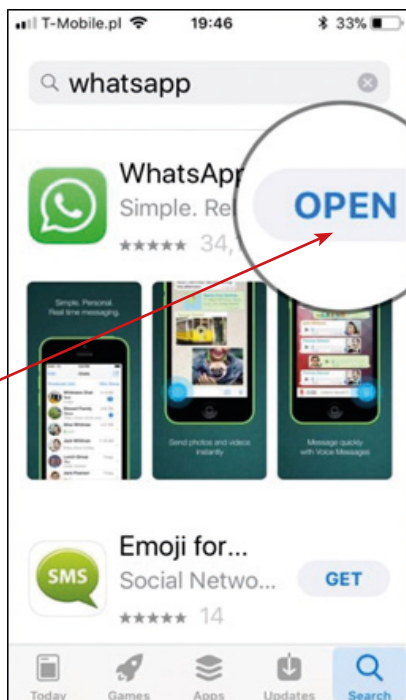 T-Mobile.pl 19:46 33%
whatsapp
WhatsApp
Simple. Re
OPEN
34,
Simple. Personal.
Real time messaging.
Send photos and videos
instantly
Message quickly
with Voice Messages
SMS
Emoji for...
Social Netwo...
GET
14
Today Games Apps Updates Search